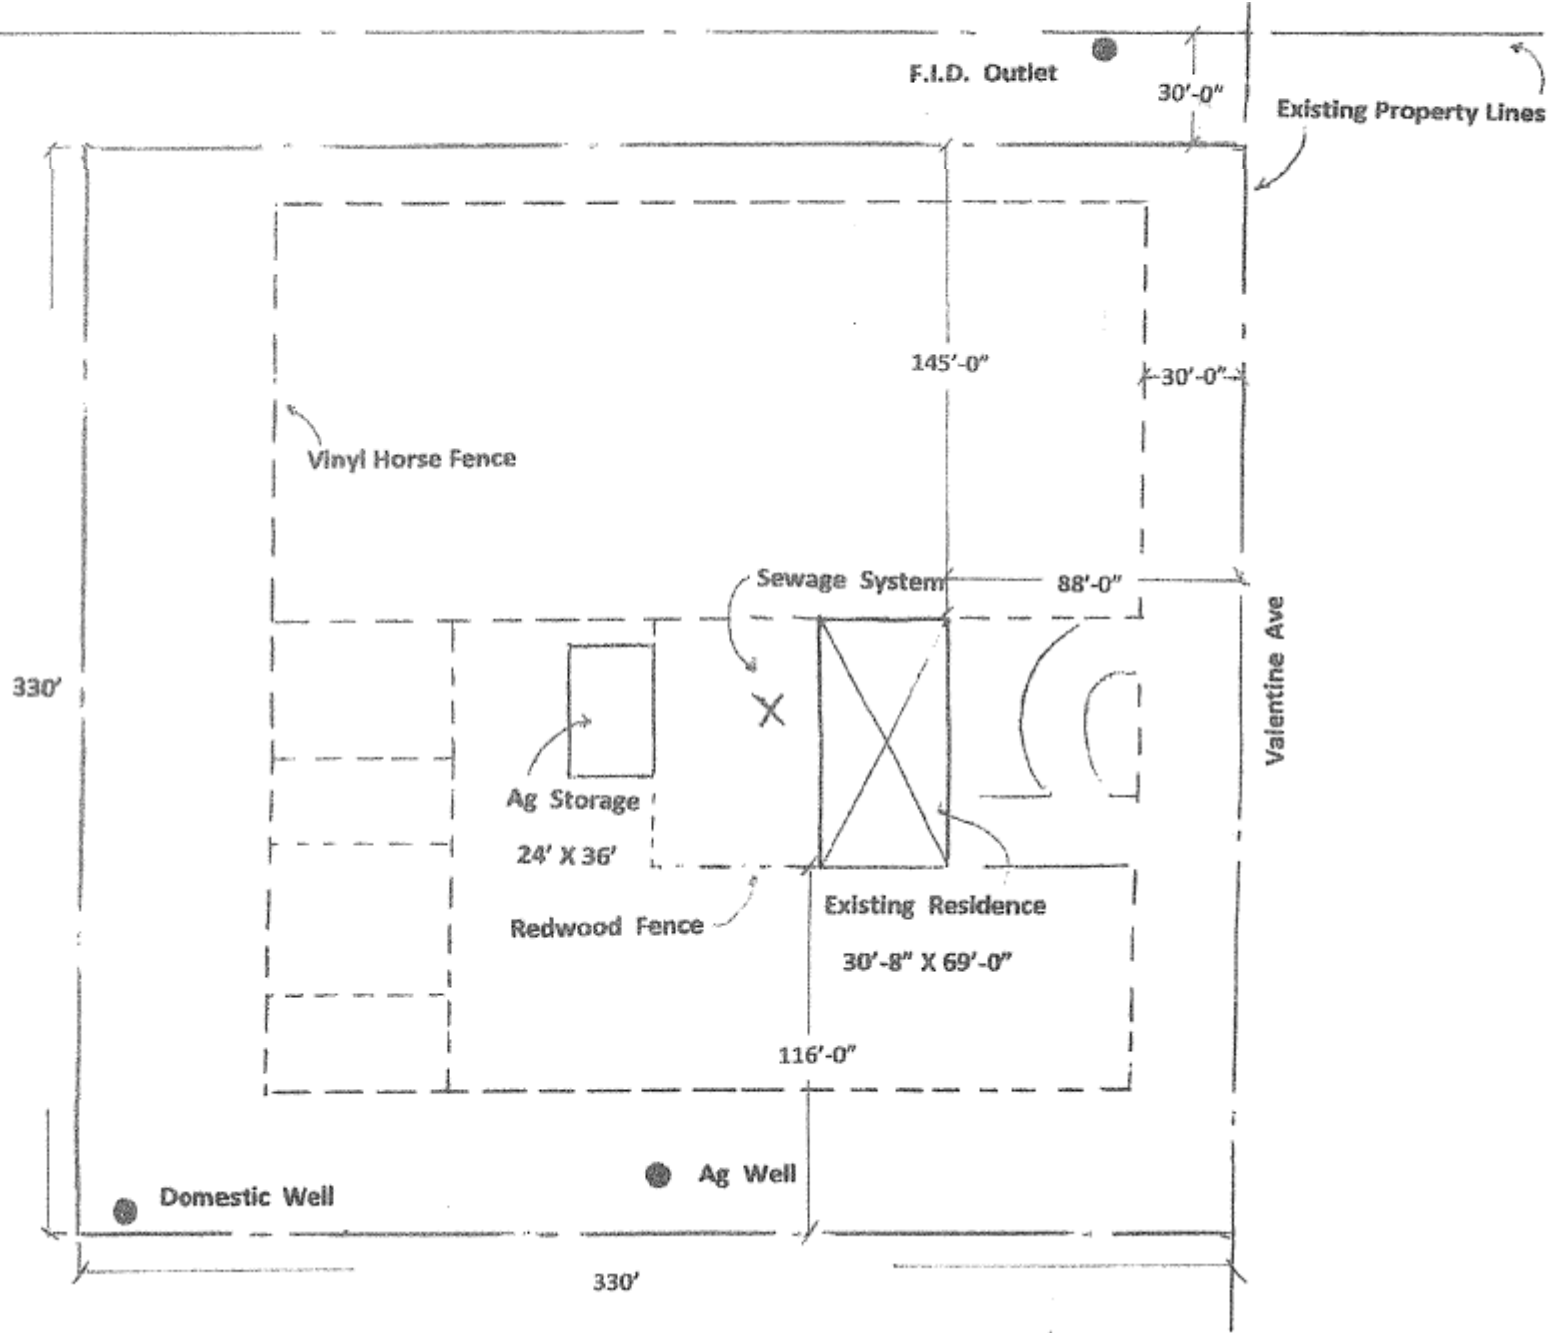 F.I.D. Outlet
30'-0"
Existing Property Lines
145'-0"
30'-0"
Vinyl Horse Fence
Sewage System
88'-0"
Valentine Ave
330'
Ag Storage
24' X 36'
Redwood Fence
Existing Residence
30'-8" X 69'-0"
116'-0"
Ag Well
Domestic Well
330'